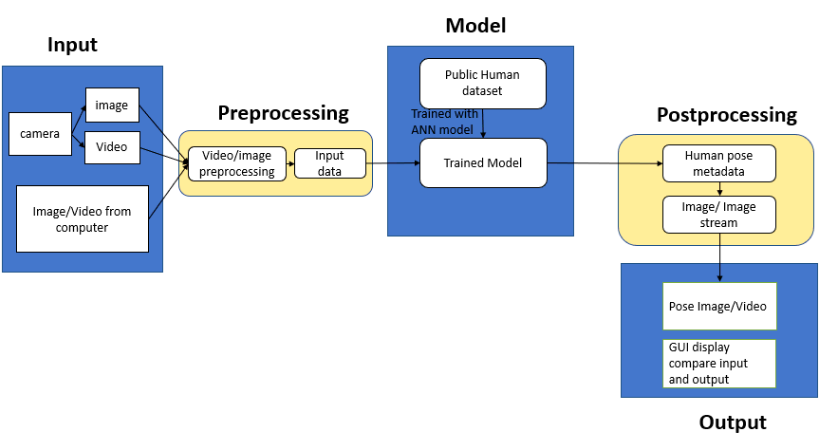 Input
camera
image
Video
Image/Video from
computer
Preprocessing
Video/image
preprocessing
Input
data
Model
Public Human
dataset
Trained with
ANN model
Trained Model
Postprocessing
Human pose
metadata
Image/ Image
stream
Pose Image/Video
GUI display
compare input
and output
Output